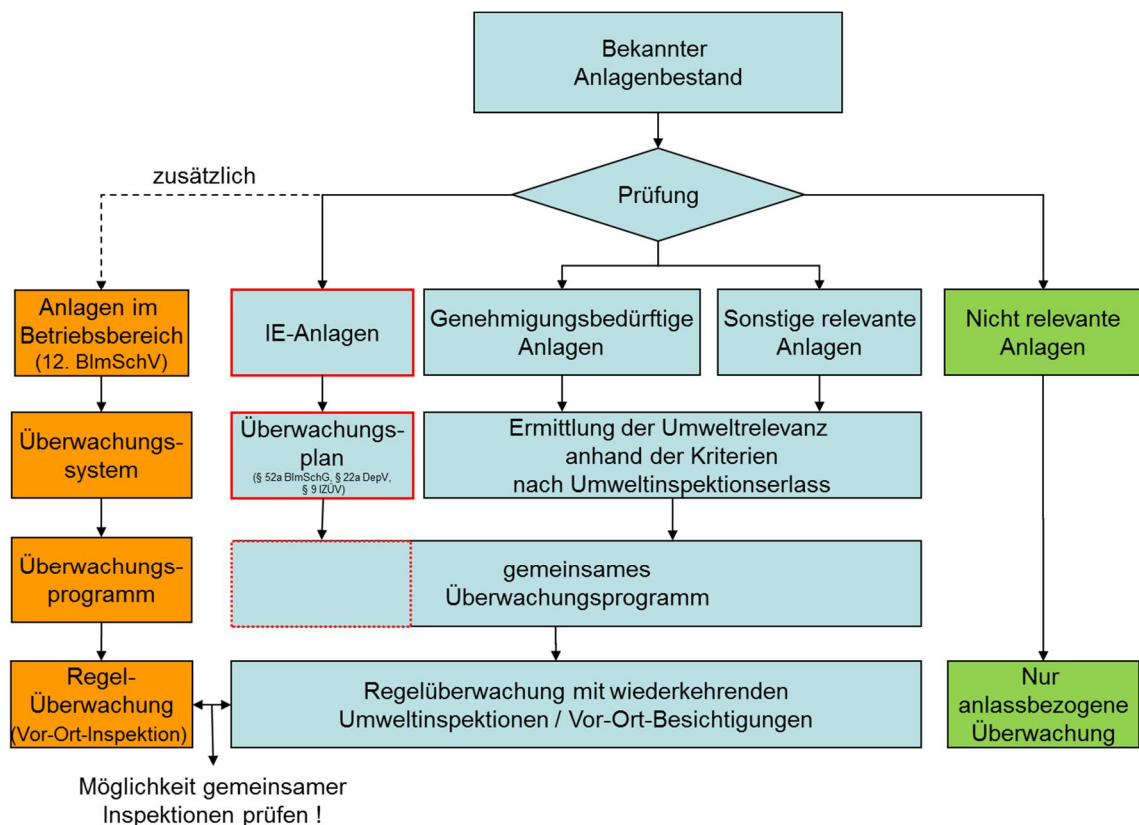 Bekannter
Anlagenbestand
zusätzlich
Prüfung
Anlagen im
Betriebsbereich
(12. BImSchV)
IE-Anlagen
Genehmigungsbedürftige
Anlagen
Sonstige relevante
Anlagen
Nicht relevante
Anlagen
Überwachungs-
system
Überwachungs-
plan
(§ 52a BImSchG, § 22a DepV,
§ 9 IZÜV)
Ermittlung der Umweltrelevanz
anhand der Kriterien
nach Umweltinspektionserlass
Überwachungs-
programm
gemeinsames
Überwachungsprogramm
Regel-
Überwachung
(Vor-Ort-Inspektion)
Regelüberwachung mit wiederkehrenden
Umweltinspektionen / Vor-Ort-Besichtigungen
Nur
anlassbezogene
Überwachung
Möglichkeit gemeinsamer
Inspektionen prüfen !